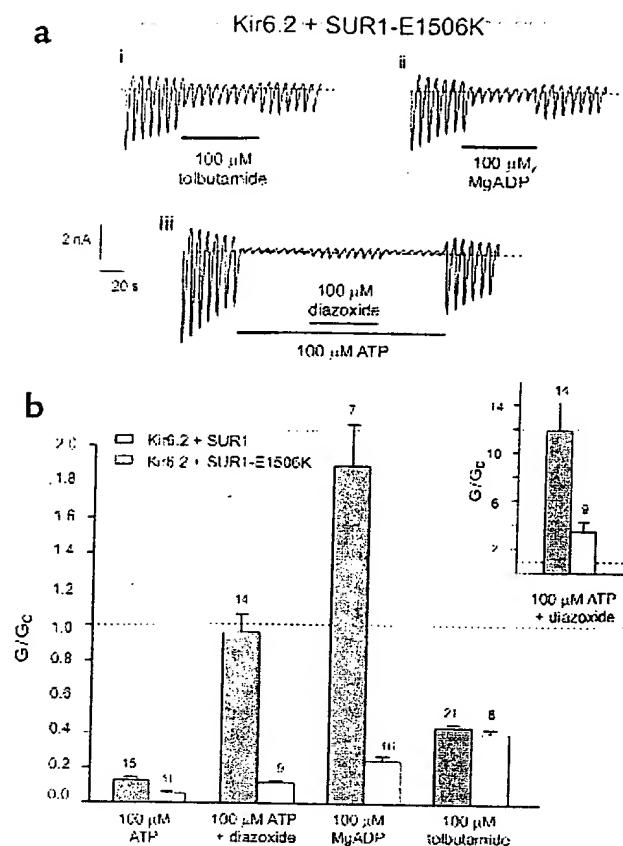 a
Kir6.2 + SUR1-E1506K
i
ii
100 µM
tolbutamide
100 µM
MgADP
iii
2 nA
20 s
100 µM
diazoxide
100 µM ATP
b
Kir6.2 + SUR1
Kir6.2 + SUR1-E1506K
G/Gc
2.0
1.8
1.6
1.4
1.2
1.0
0.8
0.6
0.4
0.2
0.0
15
14
9
7
21
100 µM
ATP
100 µM ATP
+ diazoxide
100 µM
MgADP
100 µM
tolbutamide
G/Gc
14
12
10
8
6
4
2
14
9
100 µM ATP
+ diazoxide